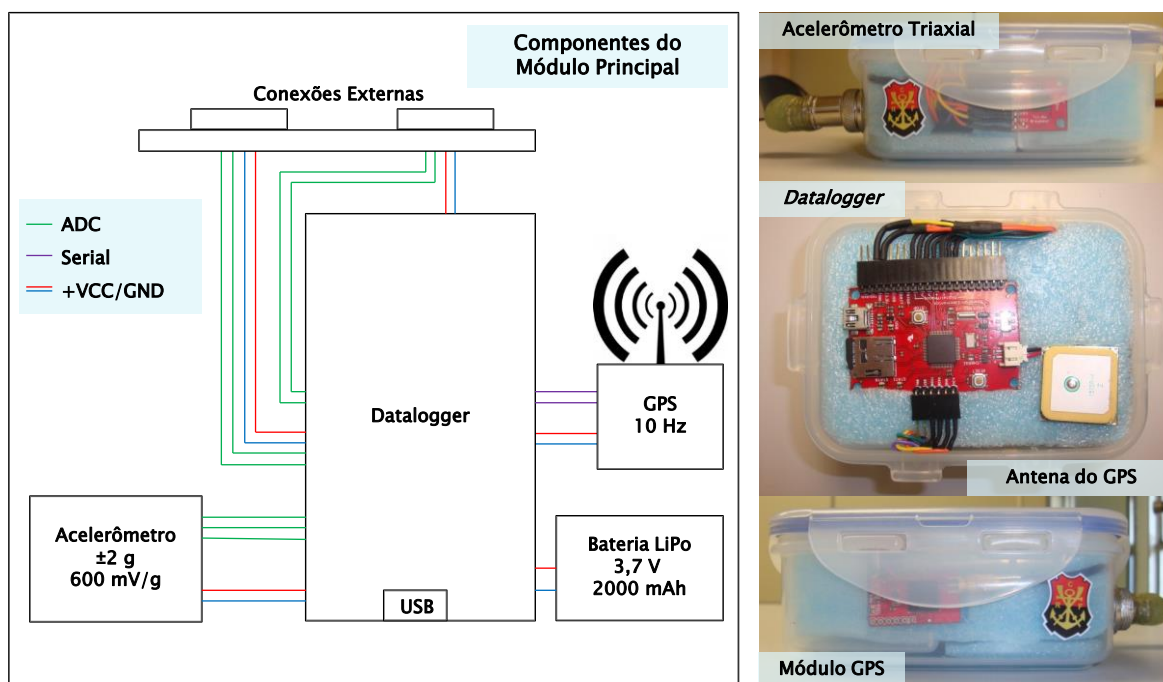 Componentes do
Módulo Principal
Conexões Externas
ADC
Serial
+VCC/GND
Datalogger
GPS
10 Hz
Acelerômetro
±2 g
600 mV/g
Bateria LiPo
3,7 V
2000 mAh
USB
Acelerômetro Triaxial
Datalogger
Antena do GPS
Módulo GPS